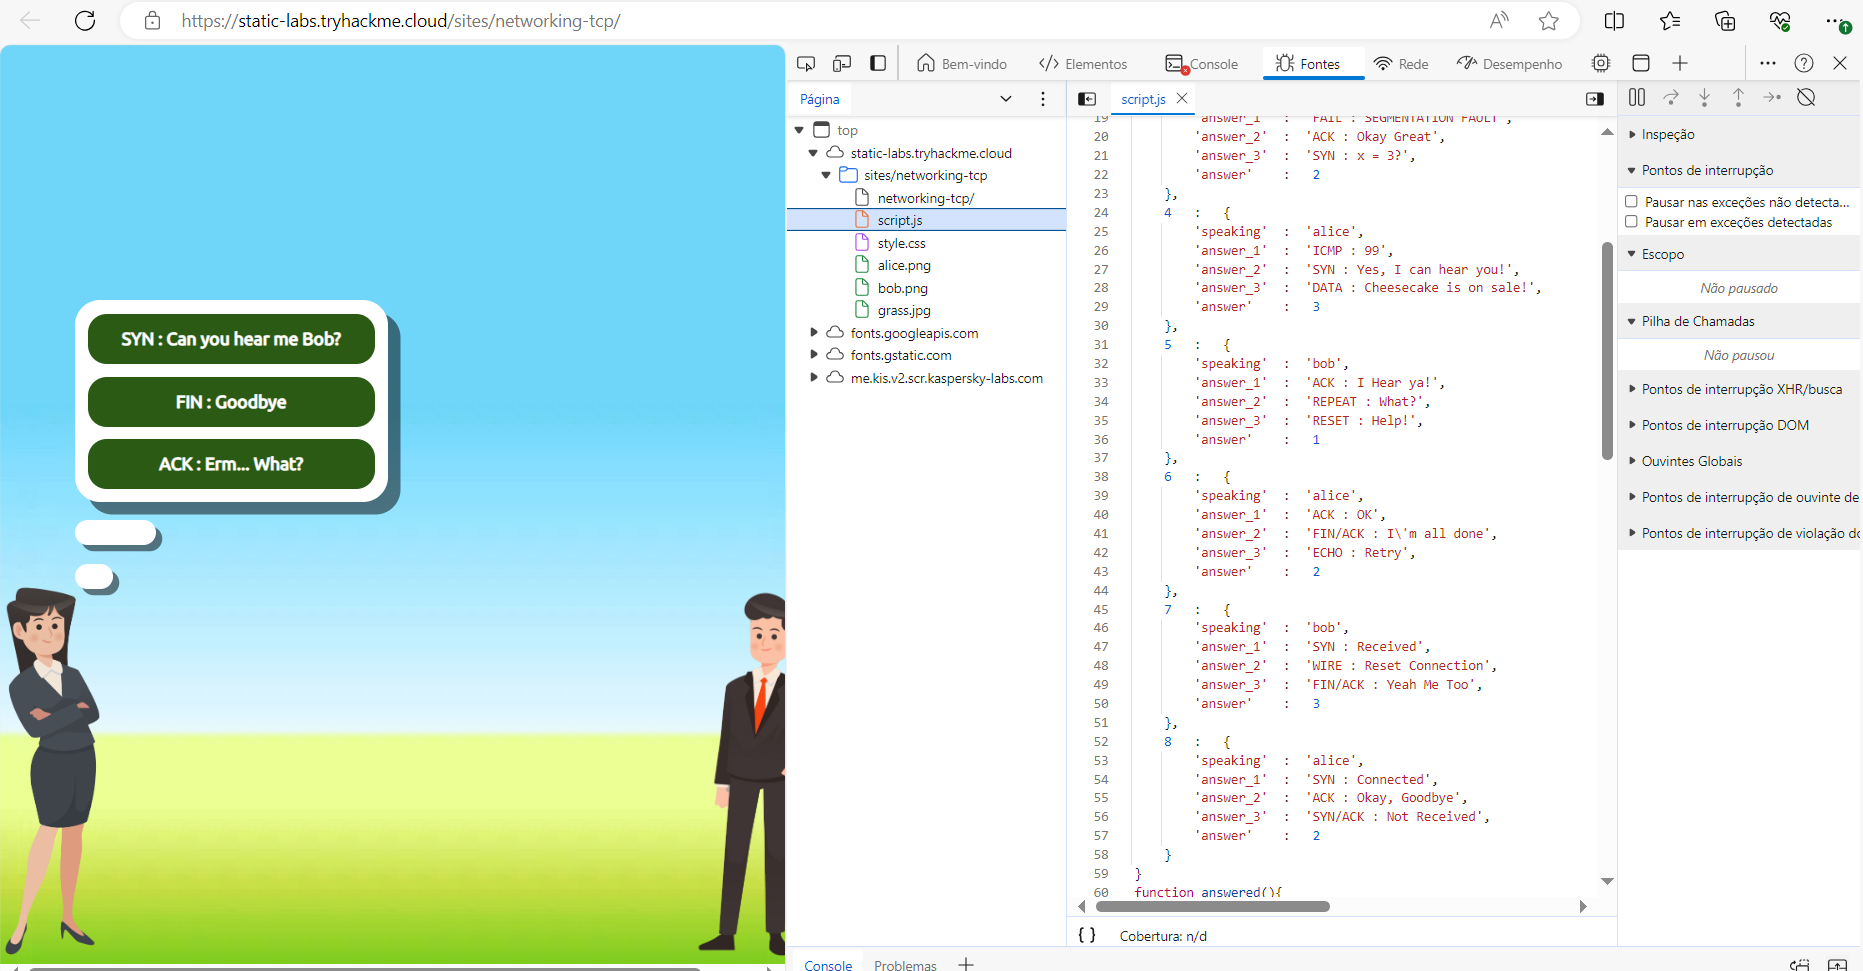 https://static-labs.tryhackme.cloud/sites/networking-tcp/
Bem-vindo
Elementos
Console
Fontes
Rede
Desempenho
Página
script.js
top
static-labs.tryhackme.cloud
sites/networking-tcp
networking-tcp/
script.js
style.css
alice.png
bob.png
grass.jpg
fonts.googleapis.com
fonts.gstatic.com
me.kis.v2.scr.kaspersky-labs.com
SYN : Can you hear me Bob?
FIN : Goodbye
ACK : Erm... What?
19 'answer_1' : 'FAIL : SEGMENTATION FAULT',
20 'answer_2' : 'ACK : Okay Great',
21 'answer_3' : 'SYN : x = 3?',
22 'answer' : 2
23 },
24 4 : {
25 'speaking' : 'alice',
26 'answer_1' : 'ICMP : 99',
27 'answer_2' : 'SYN : Yes, I can hear you!',
28 'answer_3' : 'DATA : Cheesecake is on sale!',
29 'answer' : 3
30 },
31 5 : {
32 'speaking' : 'bob',
33 'answer_1' : 'ACK : I Hear ya!',
34 'answer_2' : 'REPEAT : What?',
35 'answer_3' : 'RESET : Help!',
36 'answer' : 1
37 },
38 6 : {
39 'speaking' : 'alice',
40 'answer_1' : 'ACK : OK',
41 'answer_2' : 'FIN/ACK : I\'m all done',
42 'answer_3' : 'ECHO : Retry',
43 'answer' : 2
44 },
45 7 : {
46 'speaking' : 'bob',
47 'answer_1' : 'SYN : Received',
48 'answer_2' : 'WIRE : Reset Connection',
49 'answer_3' : 'FIN/ACK : Yeah Me Too',
50 'answer' : 3
51 },
52 8 : {
53 'speaking' : 'alice',
54 'answer_1' : 'SYN : Connected',
55 'answer_2' : 'ACK : Okay, Goodbye',
56 'answer_3' : 'SYN/ACK : Not Received',
57 'answer' : 2
58 }
59 }
60 function answered(){
{ } Cobertura: n/d
Inspeção
Pontos de interrupção
Pausar nas exceções não detecta...
Pausar em exceções detectadas
Escopo
Não pausado
Pilha de Chamadas
Não pausou
Pontos de interrupção XHR/busca
Pontos de interrupção DOM
Ouvintes Globais
Pontos de interrupção de ouvinte de
Pontos de interrupção de violação do
Console
Problemas